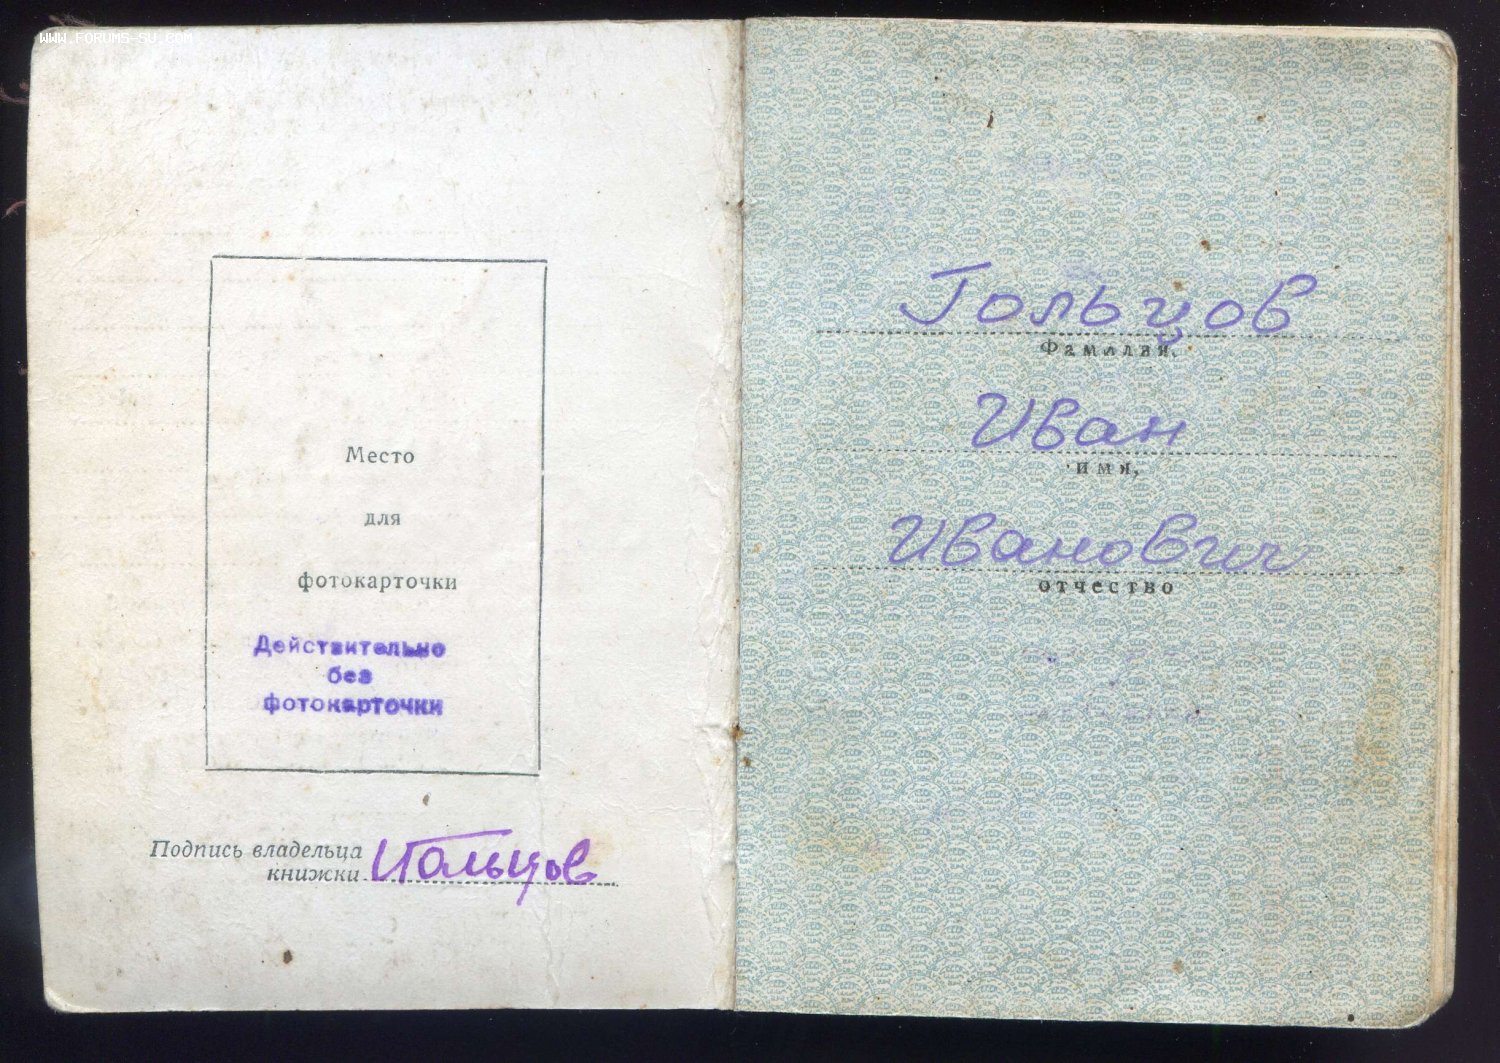 WWW.FORUMS-SU.COM
Место
для
фотокарточки
Действительно
без
фотокарточки
Подпись владельца
книжки
ИГольцов
Гольцов
Фамилия,
Иван
имя,
Иванович
отчество